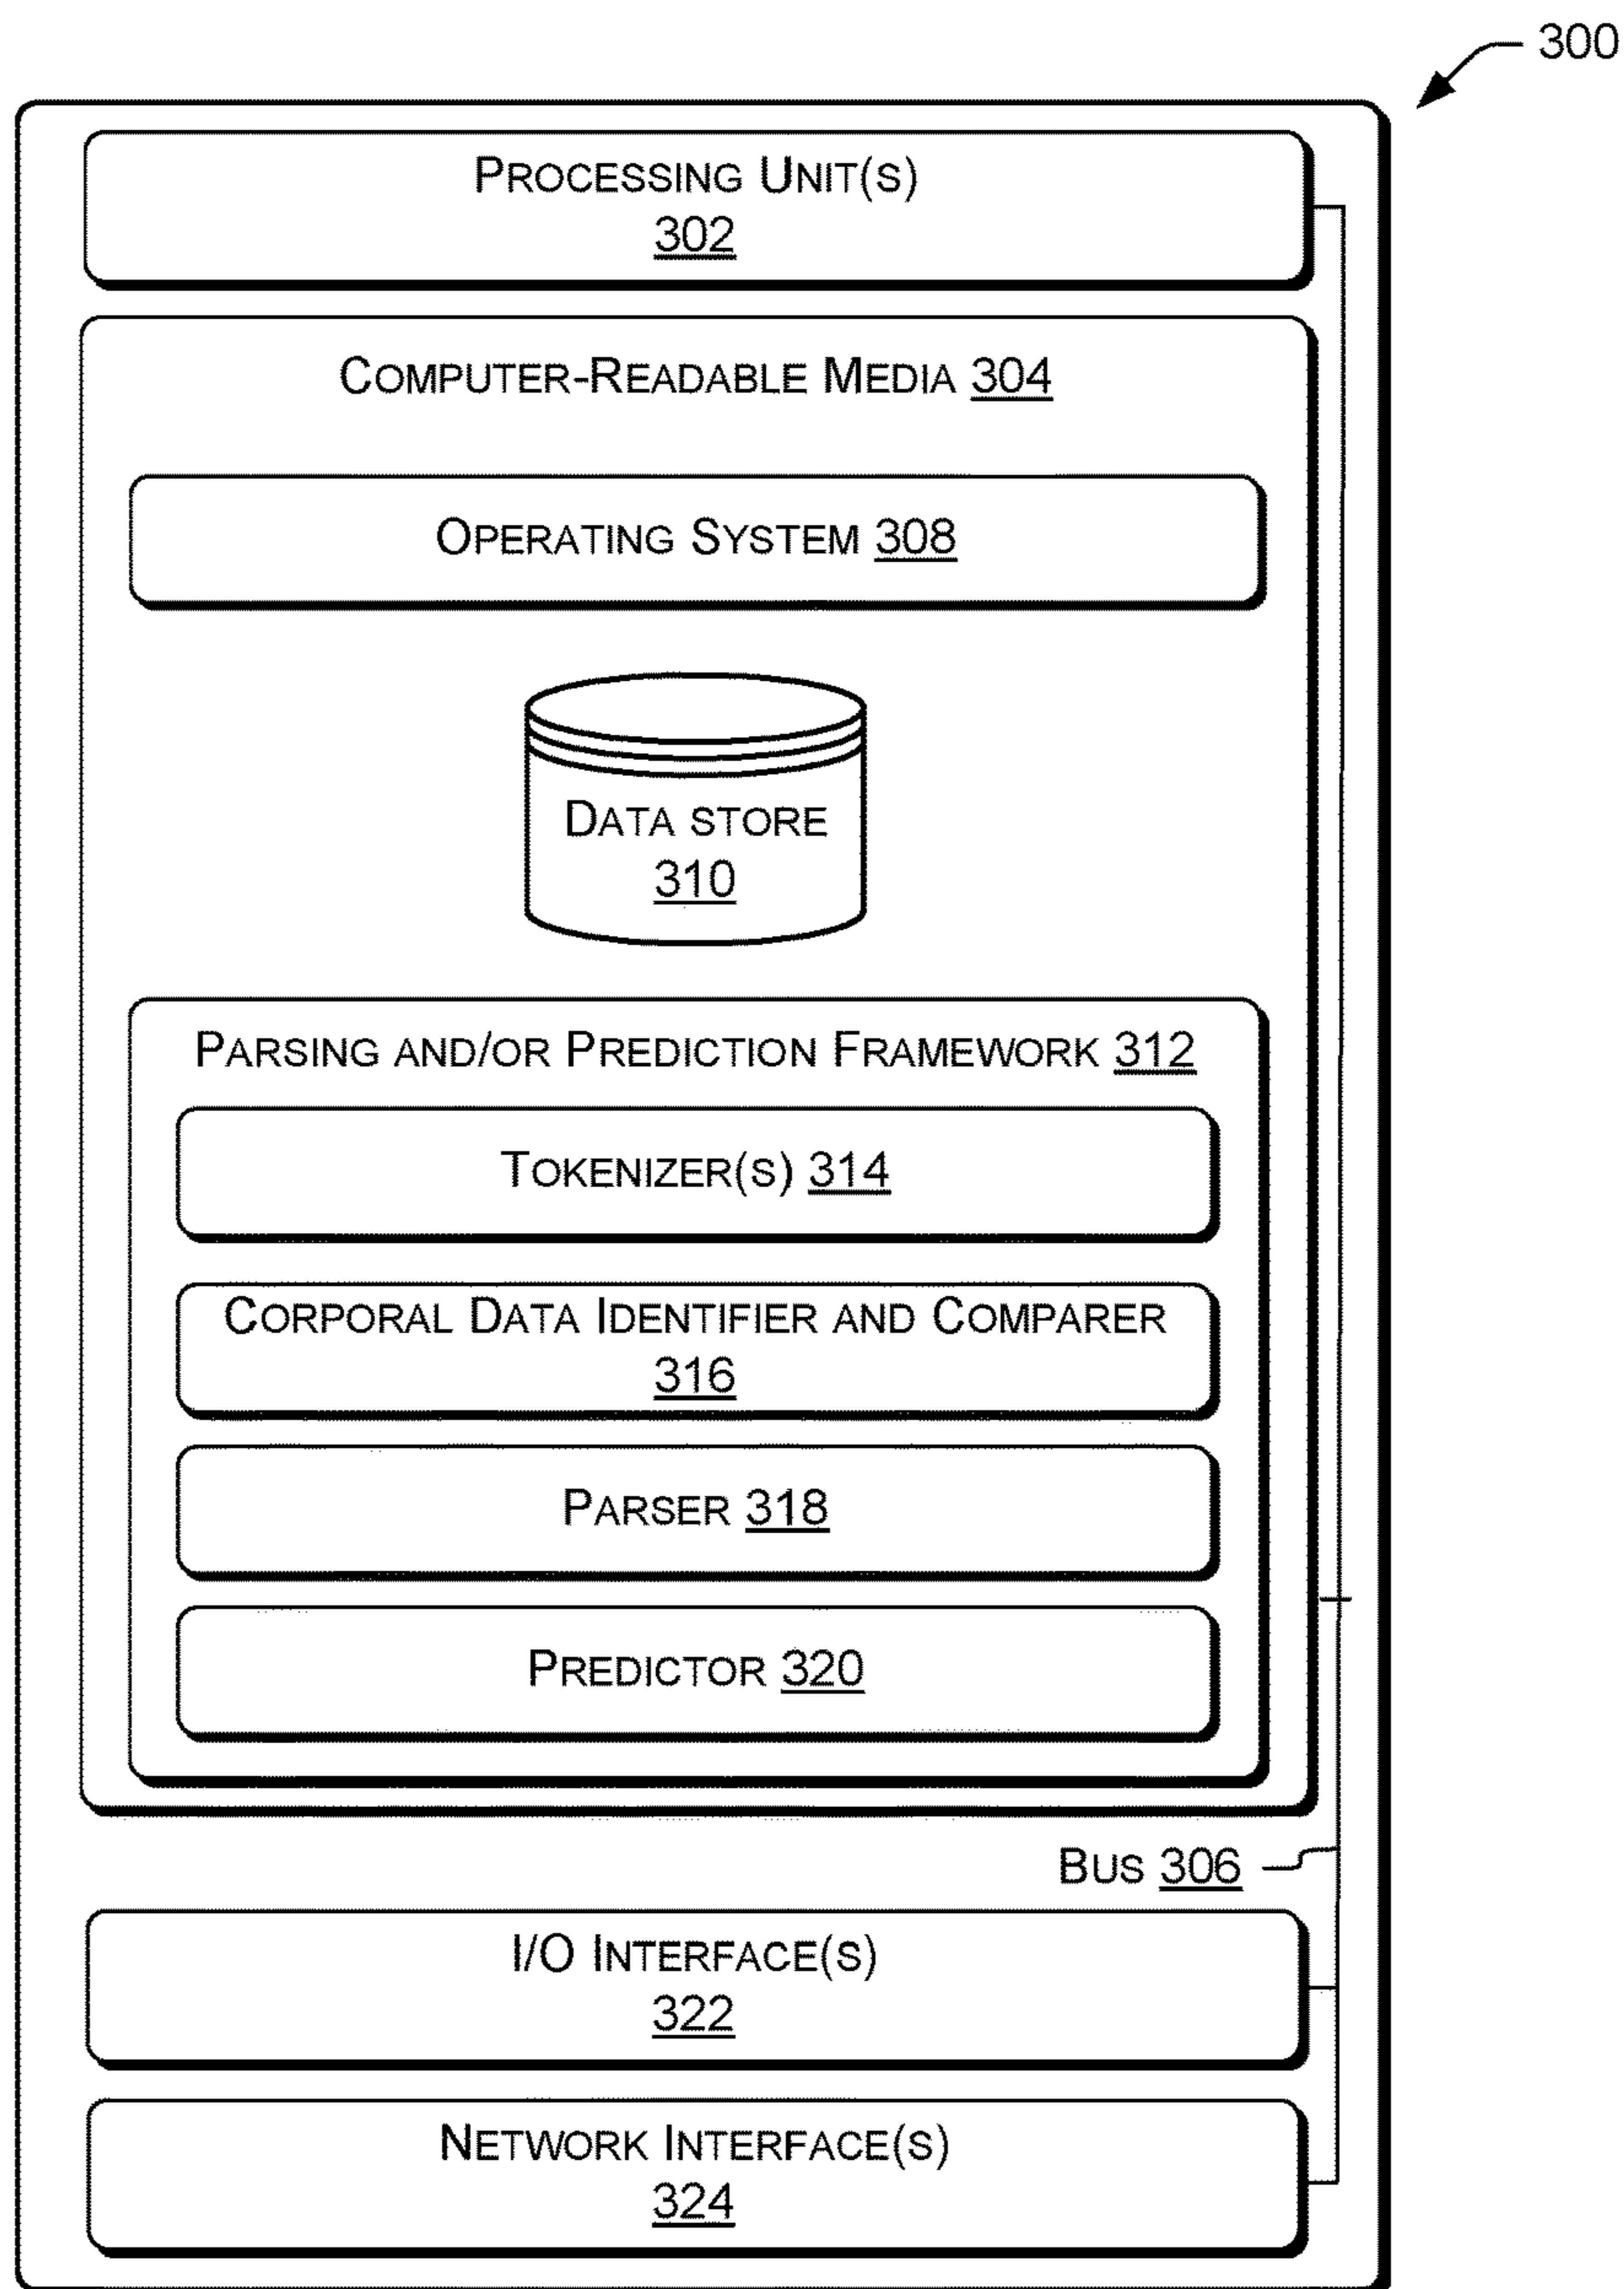 300
PROCESSING UNIT(S)
302
COMPUTER-READABLE MEDIA 304
OPERATING SYSTEM 308
DATA STORE
310
PARSING AND/OR PREDICTION FRAMEWORK 312
TOKENIZER(S) 314
CORPORAL DATA IDENTIFIER AND COMPARER
316
PARSER 318
PREDICTOR 320
BUS 306
I/O INTERFACE(S)
322
NETWORK INTERFACE(S)
324